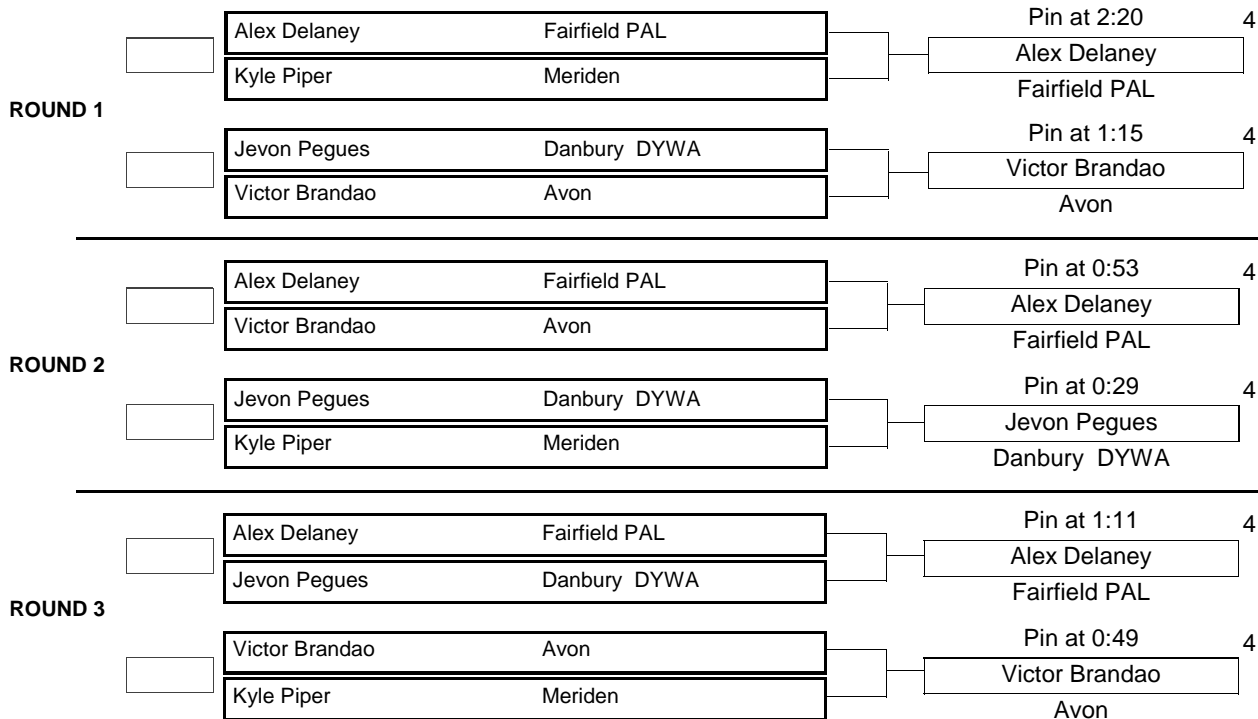 Pin at 2:20 4
Alex Delaney Fairfield PAL
Alex Delaney
Kyle Piper Meriden
Fairfield PAL
ROUND 1
Pin at 1:15 4
Jevon Pegues Danbury DYWA
Victor Brandao
Victor Brandao Avon
Avon
Pin at 0:53 4
Alex Delaney Fairfield PAL
Alex Delaney
Victor Brandao Avon
Fairfield PAL
ROUND 2
Pin at 0:29 4
Jevon Pegues Danbury DYWA
Jevon Pegues
Kyle Piper Meriden
Danbury DYWA
Pin at 1:11 4
Alex Delaney Fairfield PAL
Alex Delaney
Jevon Pegues Danbury DYWA
Fairfield PAL
ROUND 3
Pin at 0:49 4
Victor Brandao Avon
Victor Brandao
Kyle Piper Meriden
Avon